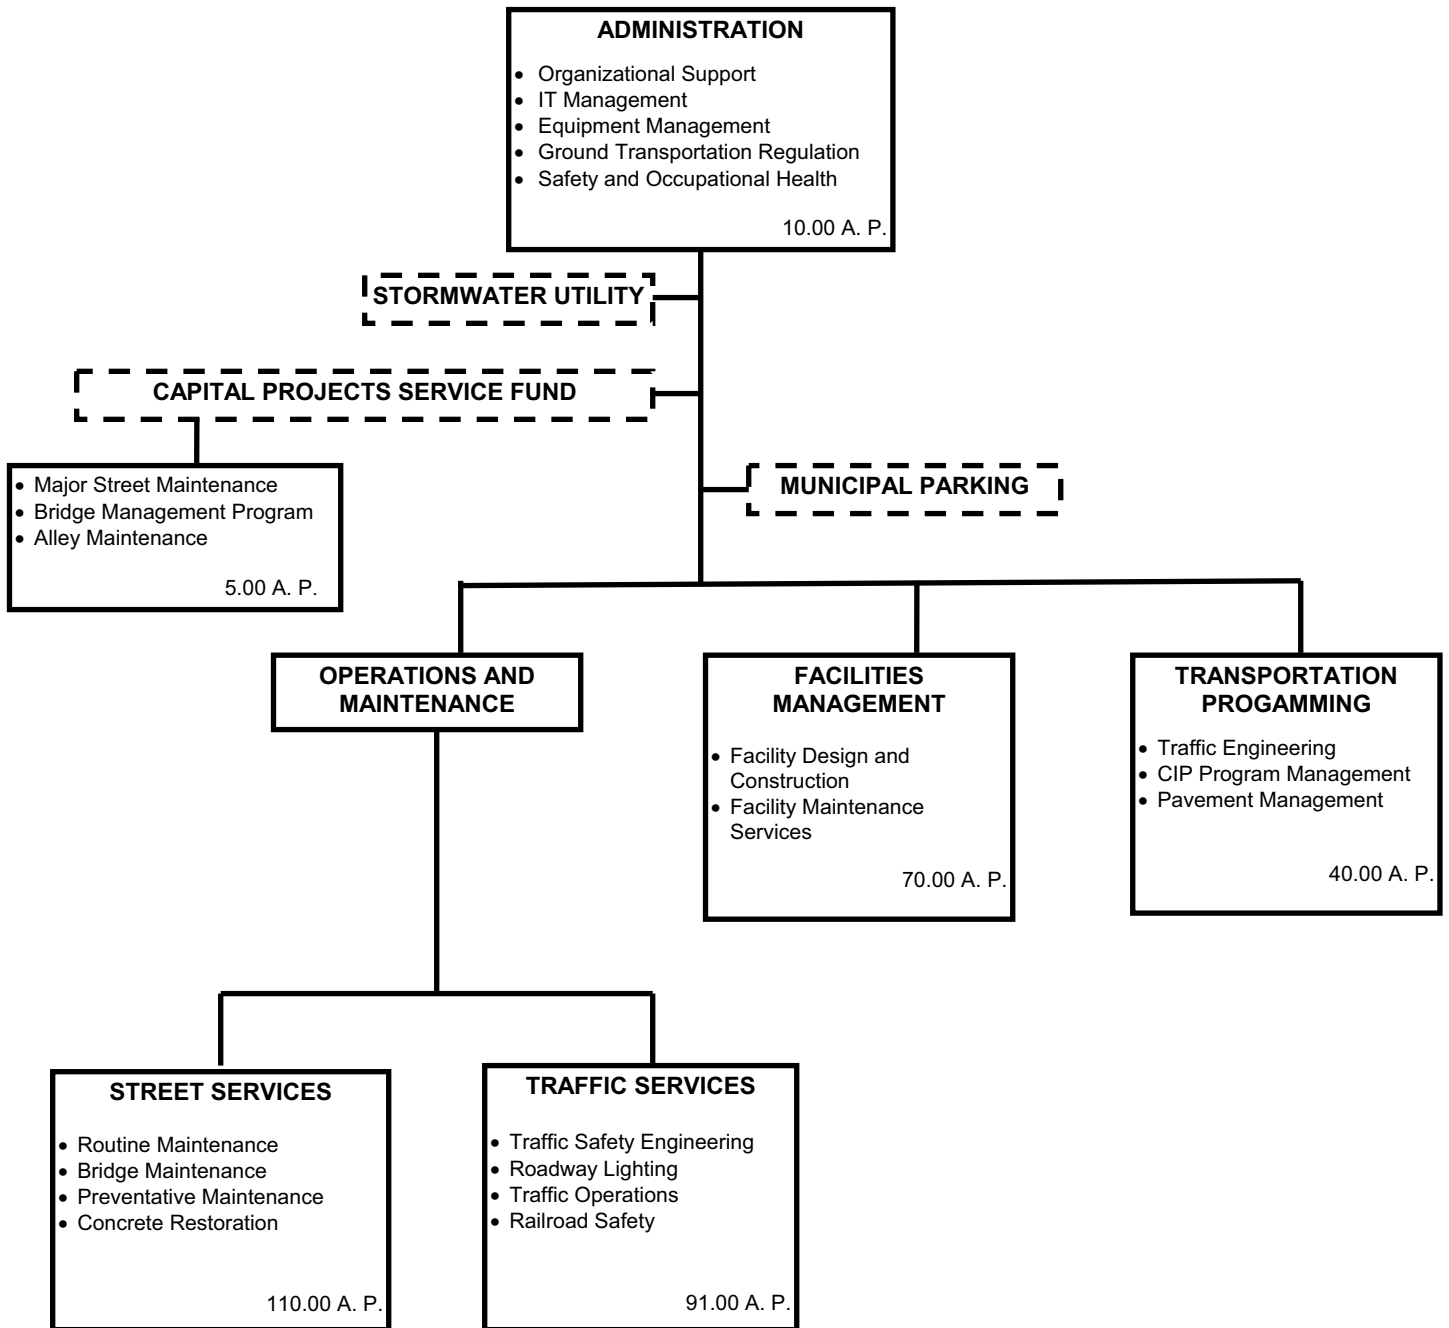 ADMINISTRATION
• Organizational Support
• IT Management
• Equipment Management
• Ground Transportation Regulation
• Safety and Occupational Health
10.00 A. P.
STORMWATER UTILITY
CAPITAL PROJECTS SERVICE FUND
• Major Street Maintenance
• Bridge Management Program
• Alley Maintenance
5.00 A. P.
MUNICIPAL PARKING
OPERATIONS AND
MAINTENANCE
FACILITIES
MANAGEMENT
• Facility Design and
Construction
• Facility Maintenance
Services
70.00 A. P.
TRANSPORTATION
PROGAMMING
• Traffic Engineering
• CIP Program Management
• Pavement Management
40.00 A. P.
STREET SERVICES
• Routine Maintenance
• Bridge Maintenance
• Preventative Maintenance
• Concrete Restoration
110.00 A. P.
TRAFFIC SERVICES
• Traffic Safety Engineering
• Roadway Lighting
• Traffic Operations
• Railroad Safety
91.00 A. P.